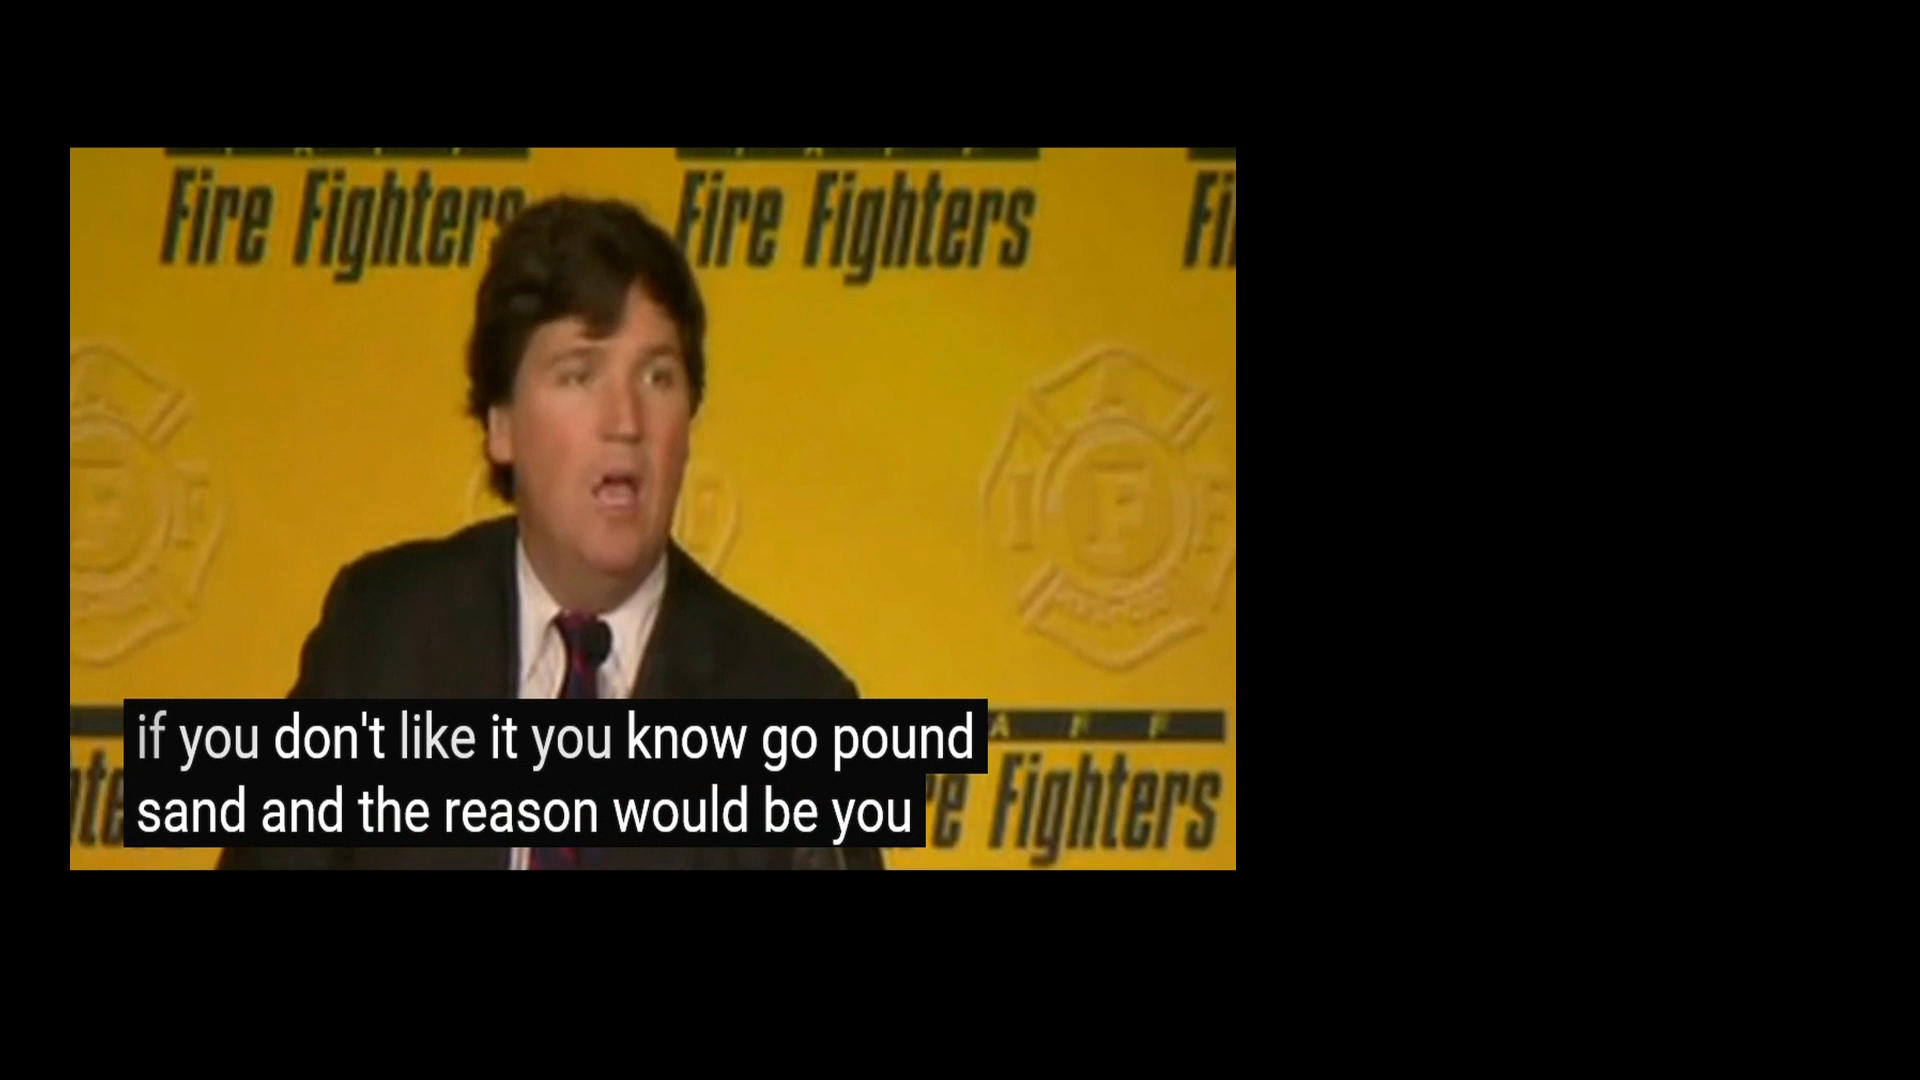 Fire Fighters Fire Fighters Fi
I F F
if you don't like it you know go pound
sand and the reason would be you
A F F
Fighters